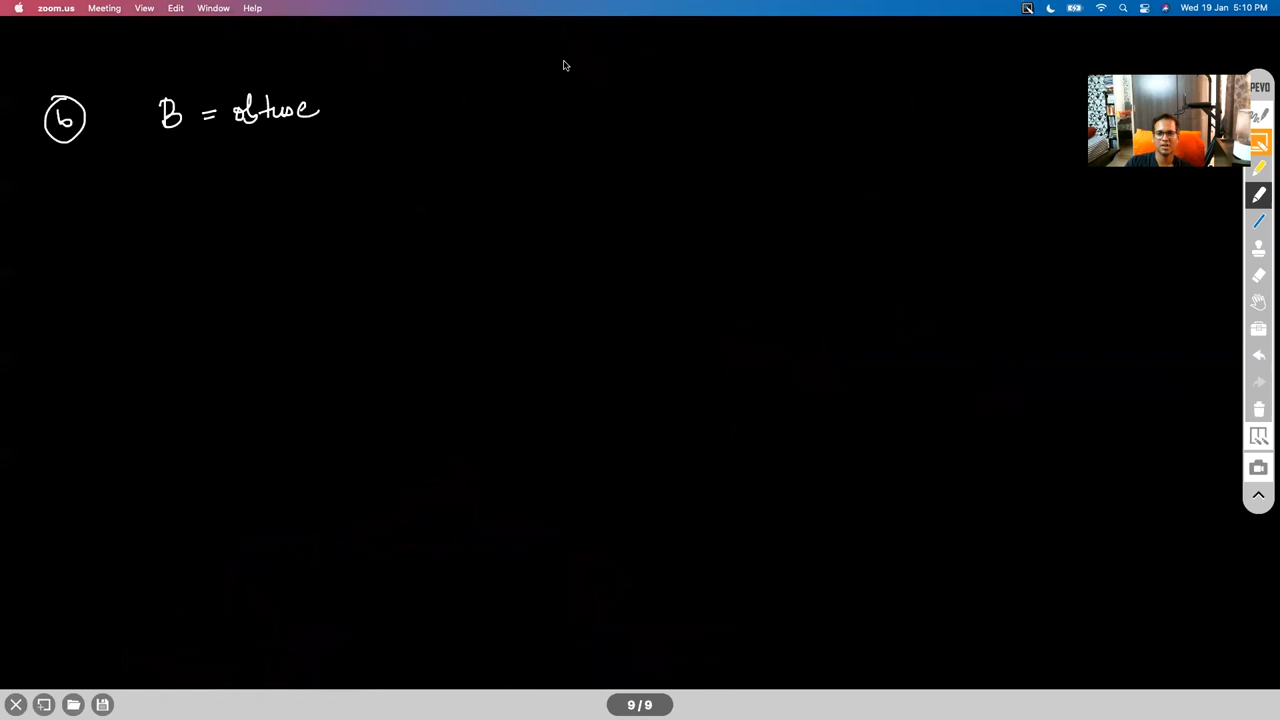 zoom.us Meeting View Edit Window Help Wed 19 Jan 5:10 PM
6 B = obtuse
PEVO
9/9